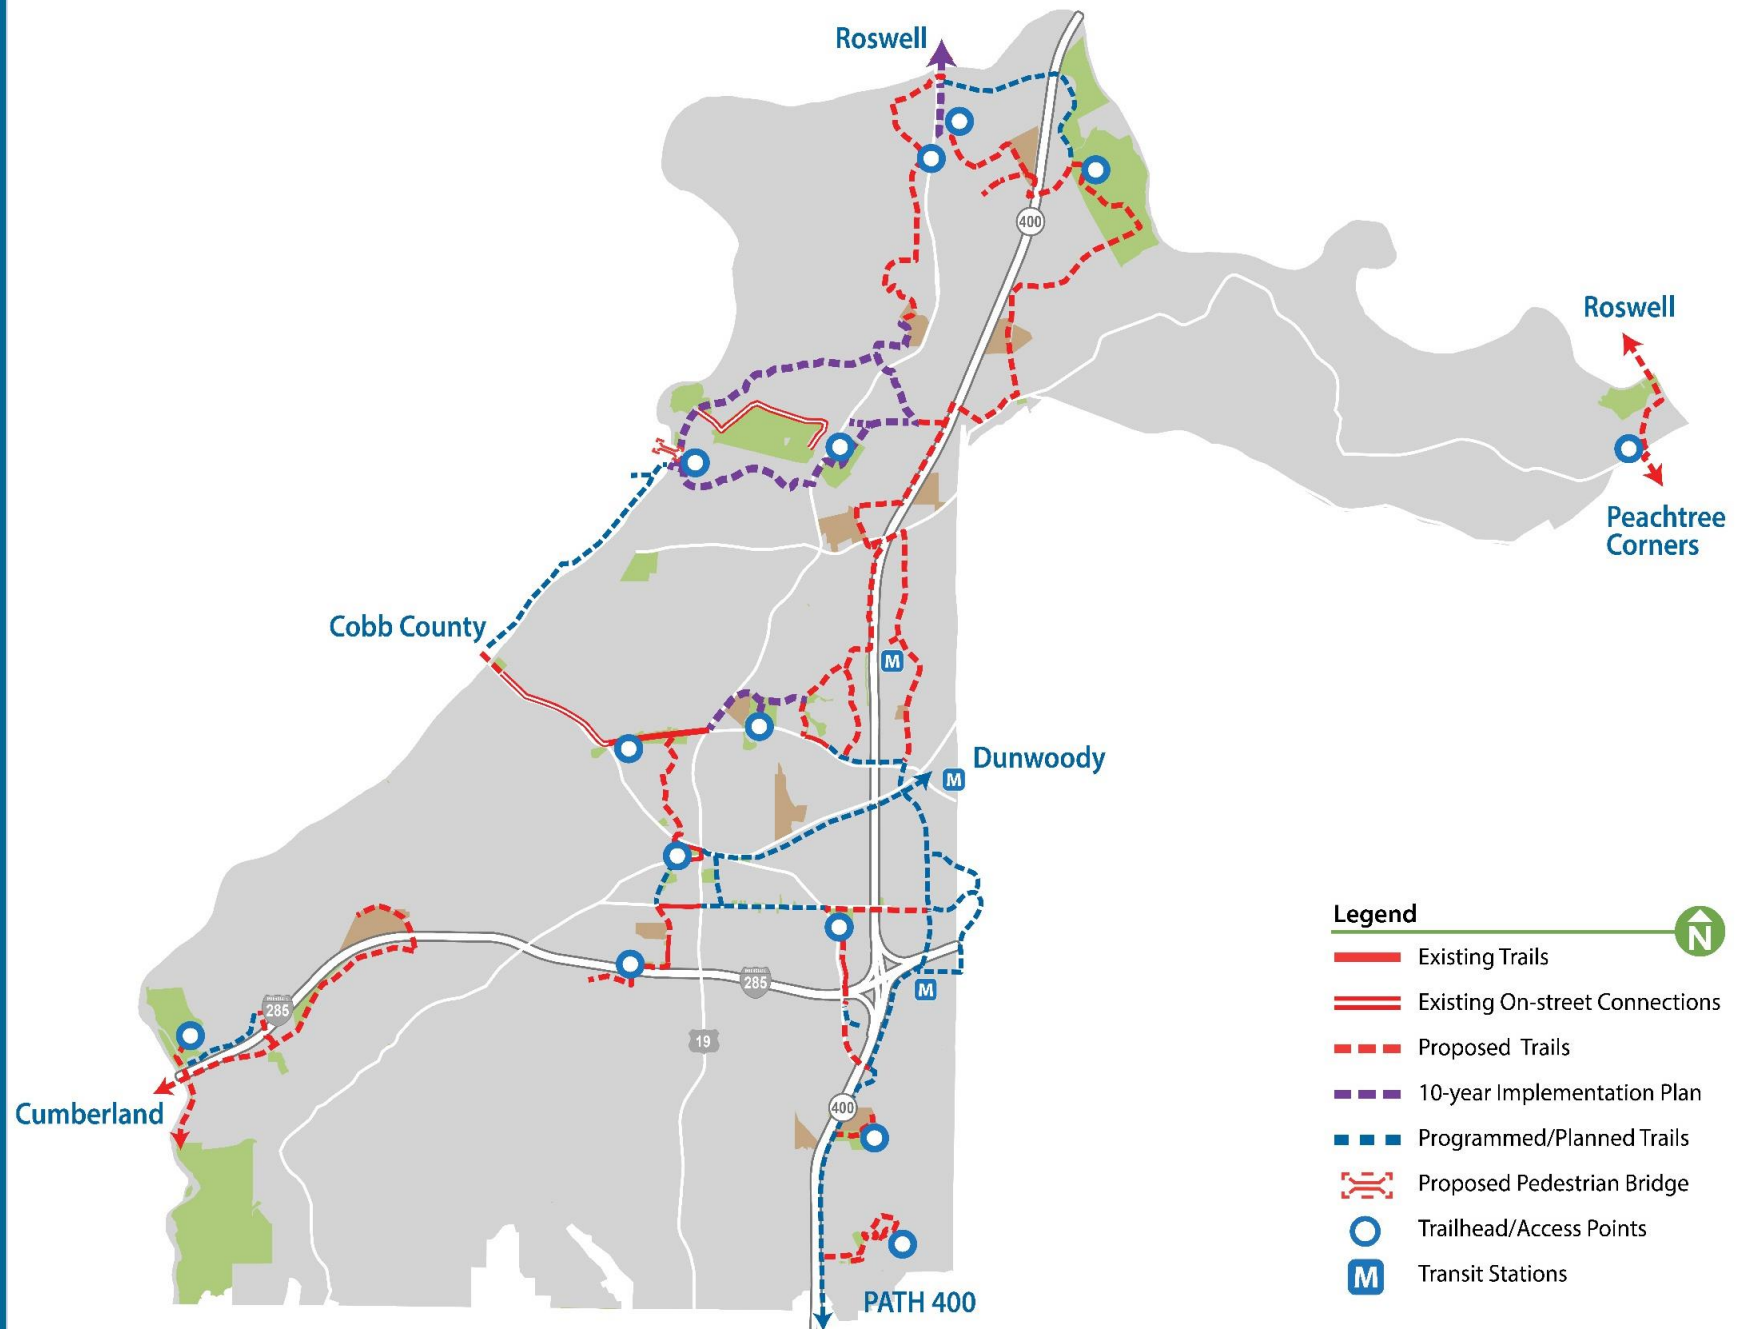 Roswell
400
Roswell
Peachtree
Corners
Cobb County
M
Dunwoody
M
285
285
M
19
Cumberland
400
PATH 400
Legend
N
Existing Trails
Existing On-street Connections
Proposed Trails
10-year Implementation Plan
Programmed/Planned Trails
Proposed Pedestrian Bridge
Trailhead/Access Points
M Transit Stations